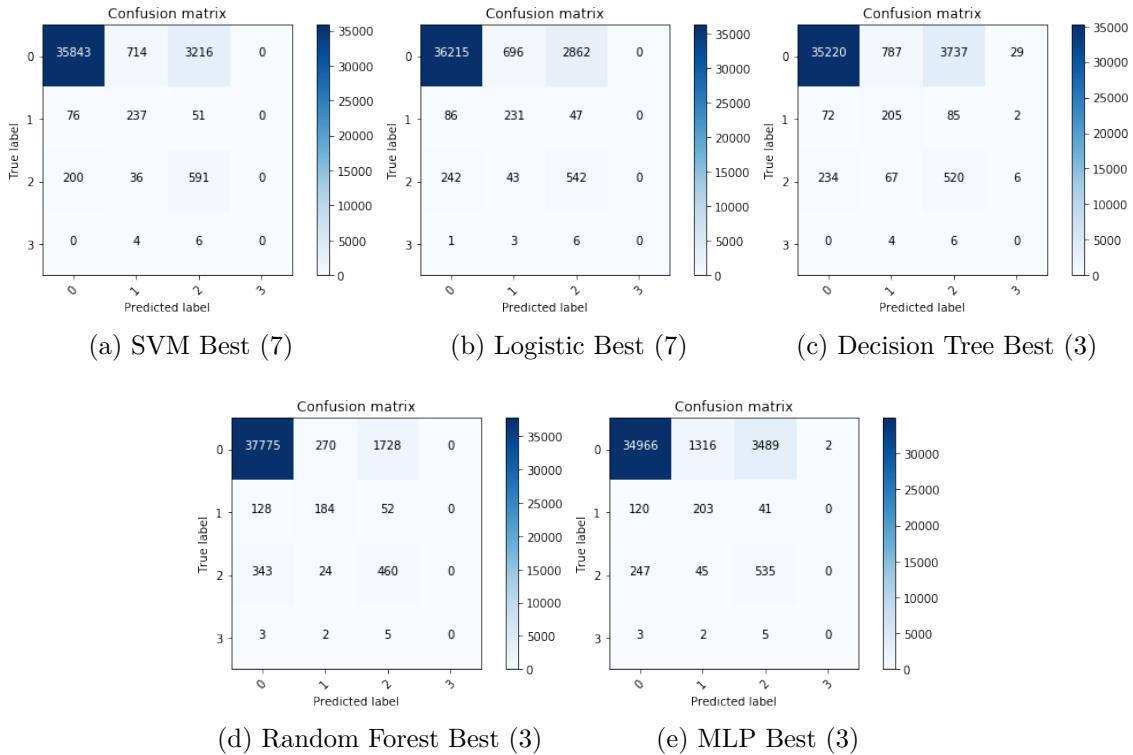 Confusion matrix
0 35843 714 3216 0
1 76 237 51 0
2 200 36 591 0
3 0 4 6 0
True label
0 1 2 3
Predicted label
35000
30000
25000
20000
15000
10000
5000
0
(a) SVM Best (7)
Confusion matrix
0 36215 696 2862 0
1 86 231 47 0
2 242 43 542 0
3 1 3 6 0
True label
0 1 2 3
Predicted label
35000
30000
25000
20000
15000
10000
5000
0
(b) Logistic Best (7)
Confusion matrix
0 35220 787 3737 29
1 72 205 85 2
2 234 67 520 6
3 0 4 6 0
True label
0 1 2 3
Predicted label
35000
30000
25000
20000
15000
10000
5000
0
(c) Decision Tree Best (3)
Confusion matrix
0 37775 270 1728 0
1 128 184 52 0
2 343 24 460 0
3 3 2 5 0
True label
0 1 2 3
Predicted label
35000
30000
25000
20000
15000
10000
5000
0
(d) Random Forest Best (3)
Confusion matrix
0 34966 1316 3489 2
1 120 203 41 0
2 247 45 535 0
3 3 2 5 0
True label
0 1 2 3
Predicted label
30000
25000
20000
15000
10000
5000
0
(e) MLP Best (3)